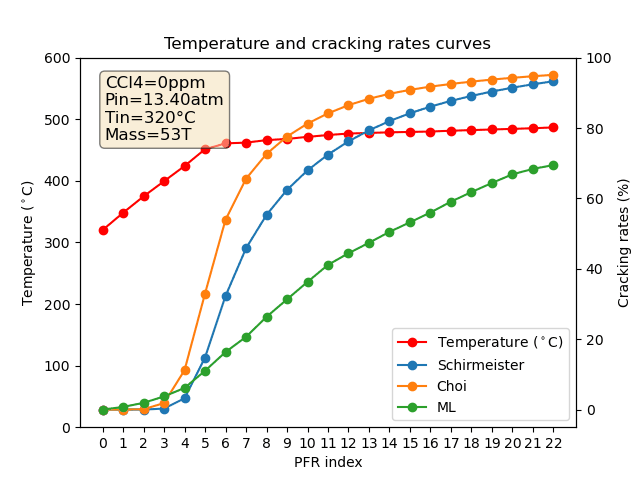 Temperature and cracking rates curves
CCl4=0ppm
Pin=13.40atm
Tin=320°C
Mass=53T
Temperature (°C)
600
500
400
300
200
100
0
Cracking rates (%)
100
80
60
40
20
0
Temperature (°C)
Schirmeister
Choi
ML
0 1 2 3 4 5 6 7 8 9 10 11 12 13 14 15 16 17 18 19 20 21 22
PFR index